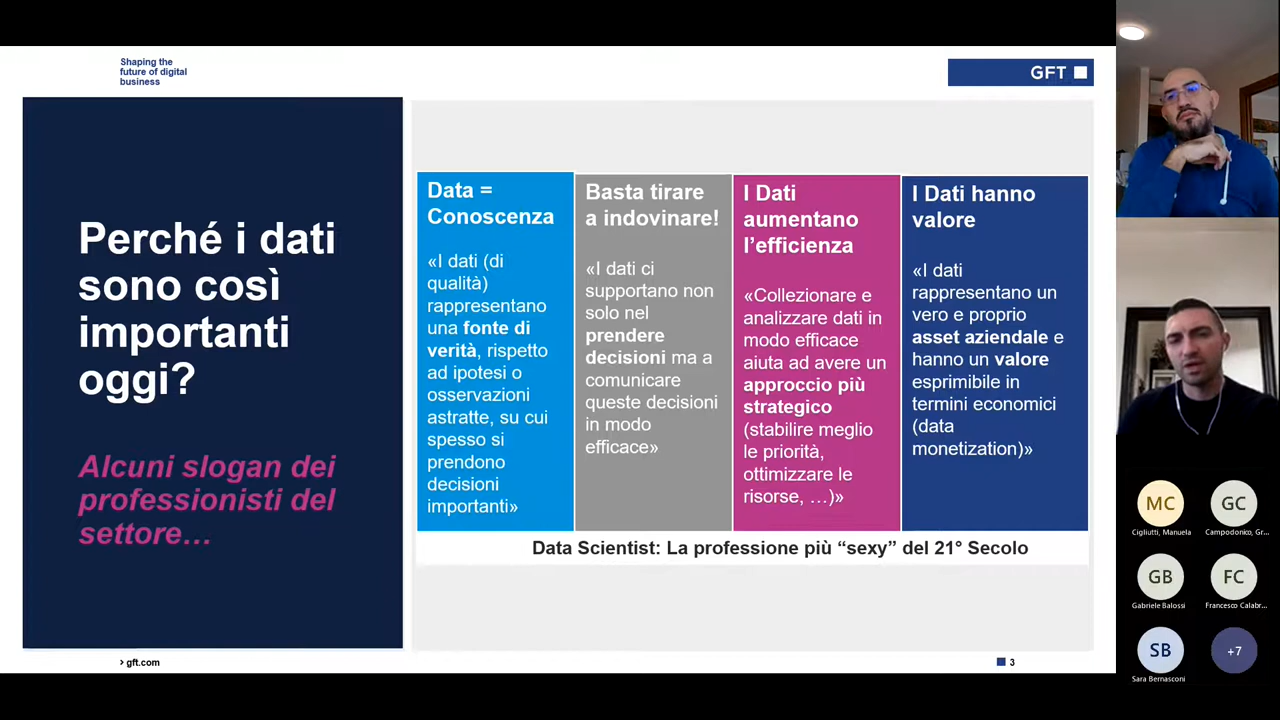 Shaping the
future of digital
business
GFT
Perché i dati
sono così
importanti
oggi?
Alcuni slogan dei
professionisti del
settore…
Data =
Conoscenza
«I dati (di
qualità)
rappresentano
una fonte di
verità, rispetto
ad ipotesi o
osservazioni
astratte, su cui
spesso si
prendono
decisioni
importanti»
Basta tirare
a indovinare!
«I dati ci
supportano non
solo nel
prendere
decisioni ma a
comunicare
queste decisioni
in modo
efficace»
I Dati
aumentano
l’efficienza
«Collezionare e
analizzare dati in
modo efficace
aiuta ad avere un
approccio più
strategico
(stabilire meglio
le priorità,
ottimizzare le
risorse, …)»
I Dati hanno
valore
«I dati
rappresentano un
vero e proprio
asset aziendale e
hanno un valore
esprimibile in
termini economici
(data
monetization)»
Data Scientist: La professione più “sexy” del 21° Secolo
› gft.com
3
MC
Cigliutti, Manuela
GC
Campodonico, Gr...
GB
Gabriele Balossi
FC
Francesco Calabr...
SB
Sara Bernasconi
+7